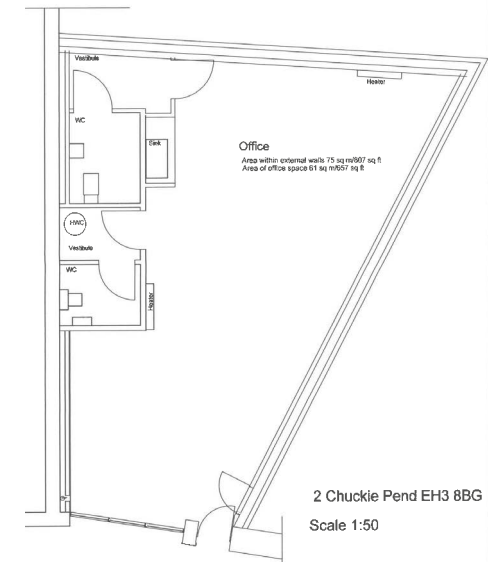 Vestibule
Heater
WC
Sink
Office
Area within external walls 75 sq m/807 sq ft
Area of office space 61 sq m/657 sq ft
HWC
Vestibule
WC
Heater
2 Chuckie Pend EH3 8BG
Scale 1:50